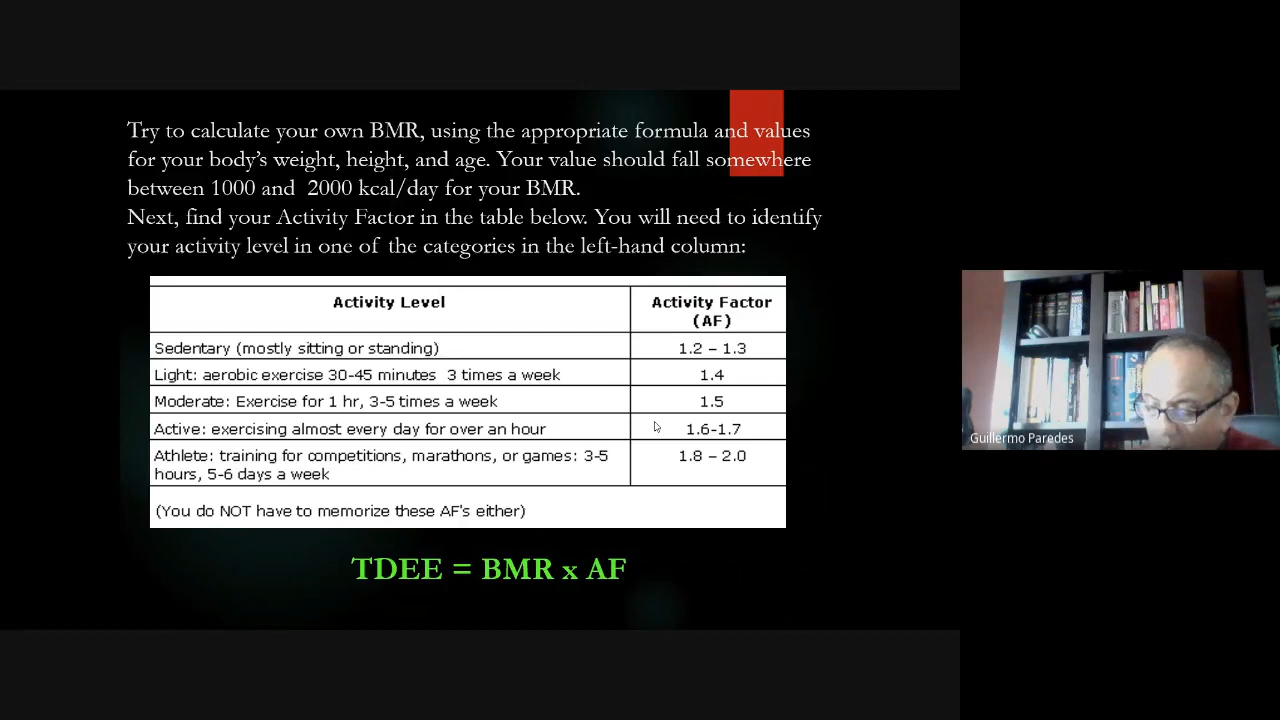 Try to calculate your own BMR, using the appropriate formula and values
for your body's weight, height, and age. Your value should fall somewhere
between 1000 and 2000 kcal/day for your BMR.
Next, find your Activity Factor in the table below. You will need to identify
your activity level in one of the categories in the left-hand column:
Activity Level
Activity Factor
(AF)
Sedentary (mostly sitting or standing)
1.2 – 1.3
Light: aerobic exercise 30-45 minutes 3 times a week
1.4
Moderate: Exercise for 1 hr, 3-5 times a week
1.5
Active: exercising almost every day for over an hour
1.6-1.7
Athlete: training for competitions, marathons, or games: 3-5
hours, 5-6 days a week
1.8 – 2.0
(You do NOT have to memorize these AF's either)
TDEE = BMR x AF
Guillermo Paredes